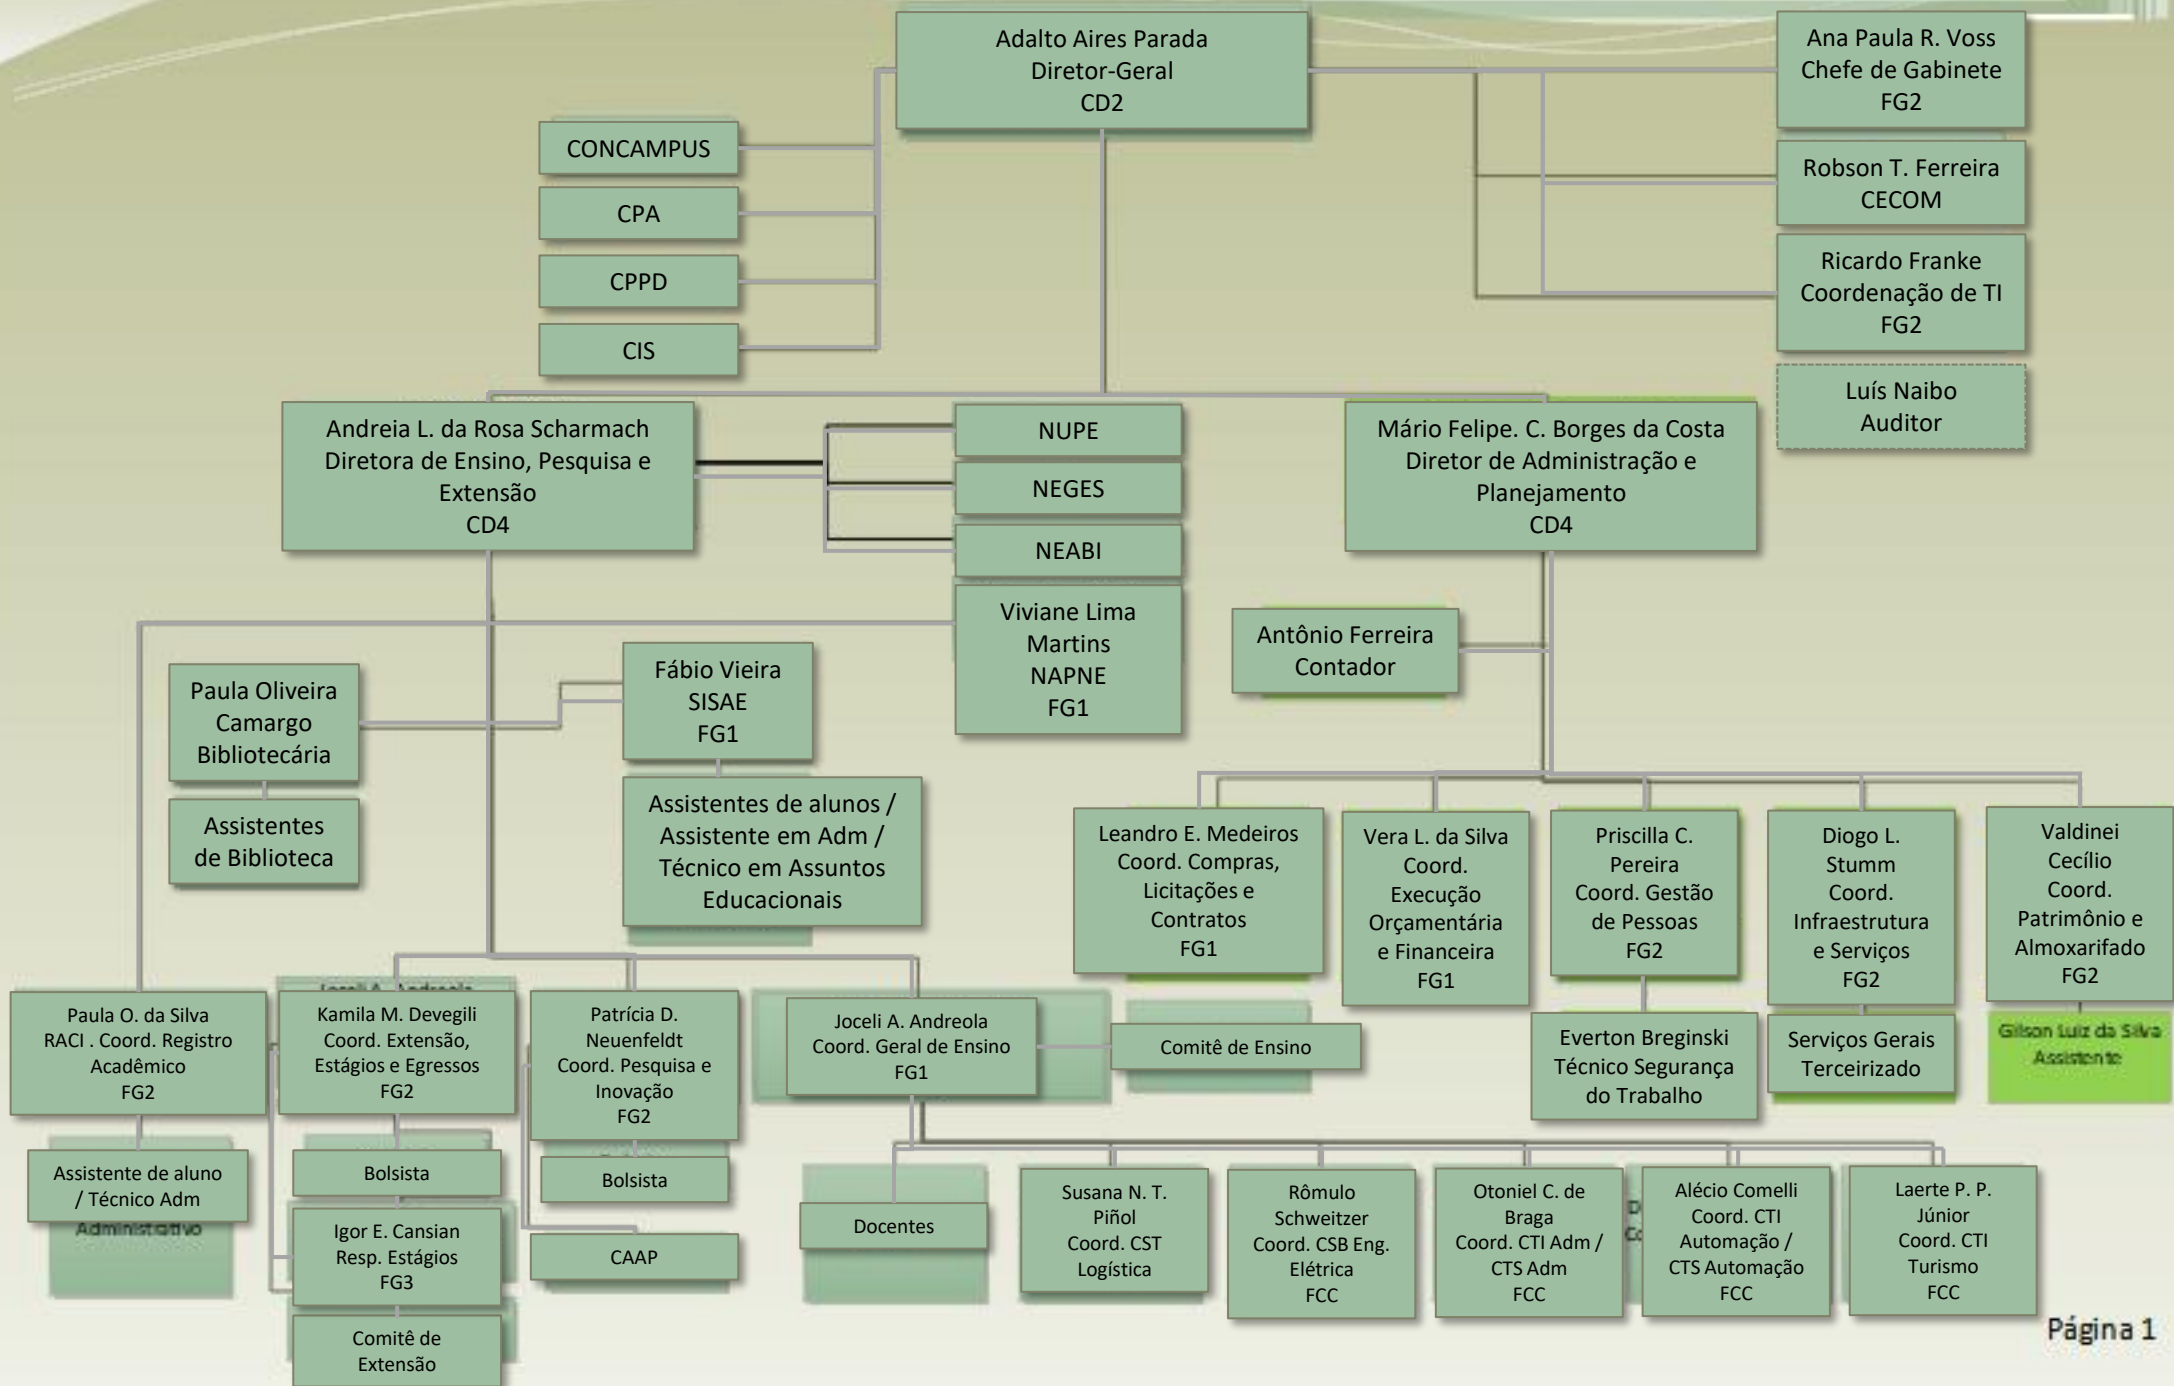 Adalto Aires Parada
Diretor-Geral
CD2
Ana Paula R. Voss
Chefe de Gabinete
FG2
CONCAMPUS
Robson T. Ferreira
CECOM
CPA
CPPD
Ricardo Franke
Coordenação de TI
FG2
CIS
Luís Naibo
Auditor
Andreia L. da Rosa Scharmach
Diretora de Ensino, Pesquisa e
Extensão
CD4
NUPE
NEGES
NEABI
Mário Felipe. C. Borges da Costa
Diretor de Administração e
Planejamento
CD4
Viviane Lima
Martins
NAPNE
FG1
Antônio Ferreira
Contador
Paula Oliveira
Camargo
Bibliotecária
Fábio Vieira
SISAE
FG1
Assistentes
de Biblioteca
Assistentes de alunos /
Assistente em Adm /
Técnico em Assuntos
Educacionais
Leandro E. Medeiros
Coord. Compras,
Licitações e
Contratos
FG1
Vera L. da Silva
Coord.
Execução
Orçamentária
e Financeira
FG1
Priscilla C.
Pereira
Coord. Gestão
de Pessoas
FG2
Diogo L.
Stumm
Coord.
Infraestrutura
e Serviços
FG2
Valdinei
Cecílio
Coord.
Patrimônio e
Almoxarifado
FG2
Paula O. da Silva
RACI . Coord. Registro
Acadêmico
FG2
Kamila M. Devegili
Coord. Extensão,
Estágios e Egressos
FG2
Patrícia D.
Neuenfeldt
Coord. Pesquisa e
Inovação
FG2
Joceli A. Andreola
Coord. Geral de Ensino
FG1
Comitê de Ensino
Everton Breginski
Técnico Segurança
do Trabalho
Serviços Gerais
Terceirizado
Gilson Luiz da Silva
Assistente
Assistente de aluno
/ Técnico Adm
Administrativo
Bolsista
Igor E. Cansian
Resp. Estágios
FG3
Comitê de
Extensão
Bolsista
CAAP
Docentes
Susana N. T.
Piñol
Coord. CST
Logística
Rômulo
Schweitzer
Coord. CSB Eng.
Elétrica
FCC
Otoniel C. de
Braga
Coord. CTI Adm /
CTS Adm
FCC
Alécio Comelli
Coord. CTI
Automação /
CTS Automação
FCC
Laerte P. P.
Júnior
Coord. CTI
Turismo
FCC
Página 1